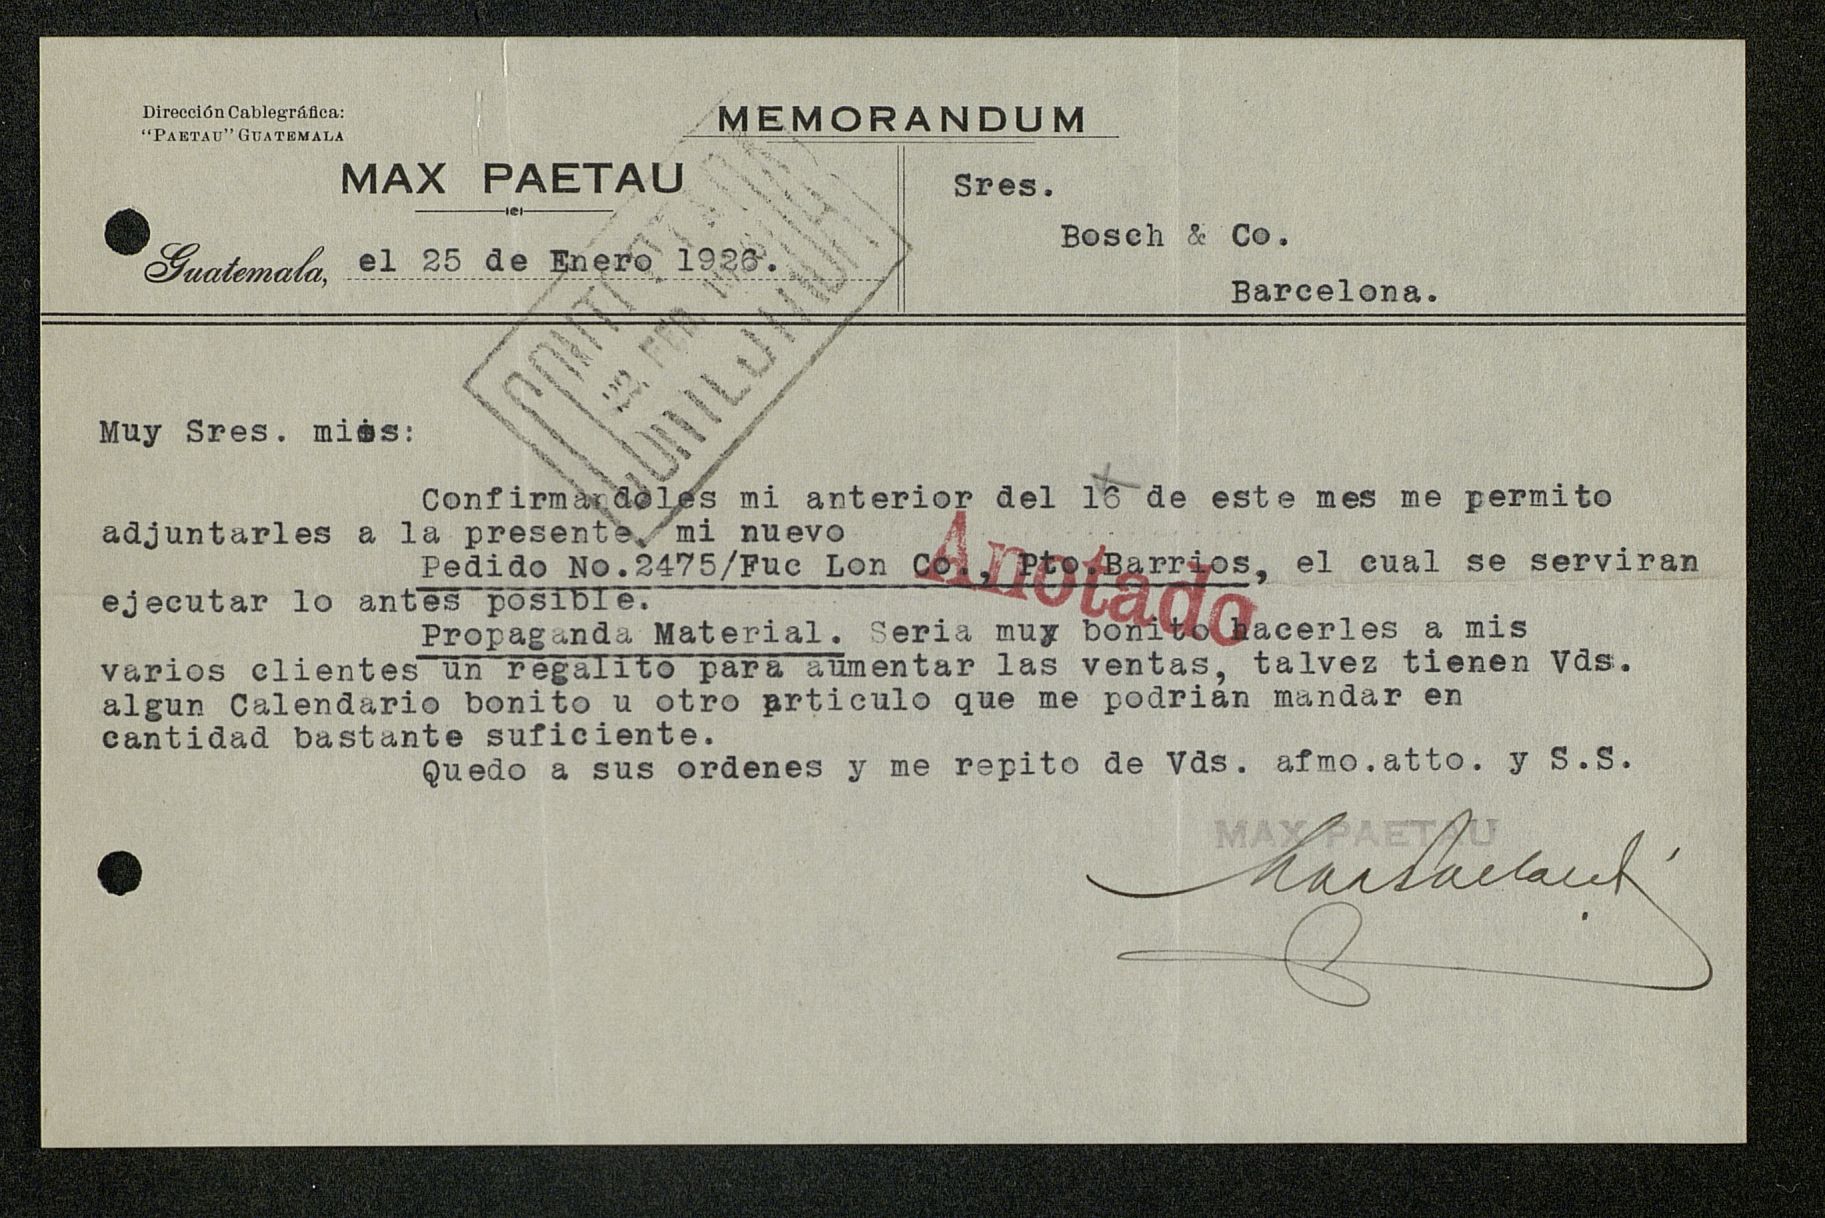 Dirección Cablegráfica:
"PAETAU" GUATEMALA
MEMORANDUM
MAX PAETAU
Guatemala, el 25 de Enero 1926.
Sres.
Bosch & Co.
Barcelona.
22 FEB.
Muy Sres. mios:
Confirmandoles mi anterior del 16 de este mes me permito
adjuntarles a la presente, mi nuevo
Pedido No.2475/Fuc Lon Co., Pto.Barrios, el cual se serviran
ejecutar lo antes posible.
Anotado
Propaganda Material. Seria muy bonito hacerles a mis
varios clientes un regalito para aumentar las ventas, talvez tienen Vds.
algun Calendario bonito u otro articulo que me podrian mandar en
cantidad bastante suficiente.
Quedo a sus ordenes y me repito de Vds. afmo.atto. y S.S.
MAX PAETAU
Max Paetau